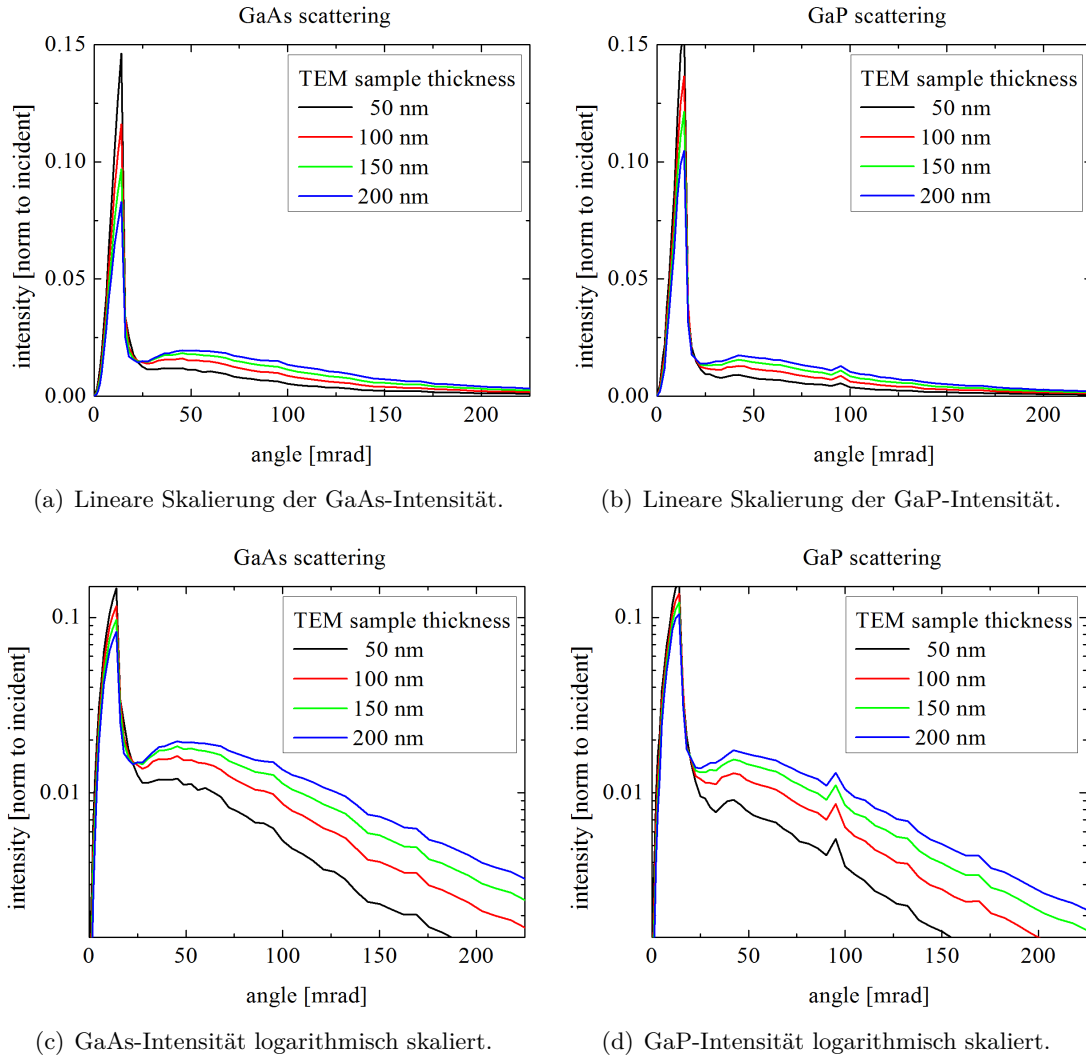 GaAs scattering
0.15
0.10
0.05
0.00
intensity [norm to incident]
TEM sample thickness
50 nm
100 nm
150 nm
200 nm
0 50 100 150 200
angle [mrad]
(a) Lineare Skalierung der GaAs-Intensität.
GaP scattering
0.15
0.10
0.05
0.00
intensity [norm to incident]
TEM sample thickness
50 nm
100 nm
150 nm
200 nm
0 50 100 150 200
angle [mrad]
(b) Lineare Skalierung der GaP-Intensität.
GaAs scattering
0.1
0.01
intensity [norm to incident]
TEM sample thickness
50 nm
100 nm
150 nm
200 nm
0 50 100 150 200
angle [mrad]
(c) GaAs-Intensität logarithmisch skaliert.
GaP scattering
0.1
0.01
intensity [norm to incident]
TEM sample thickness
50 nm
100 nm
150 nm
200 nm
0 50 100 150 200
angle [mrad]
(d) GaP-Intensität logarithmisch skaliert.